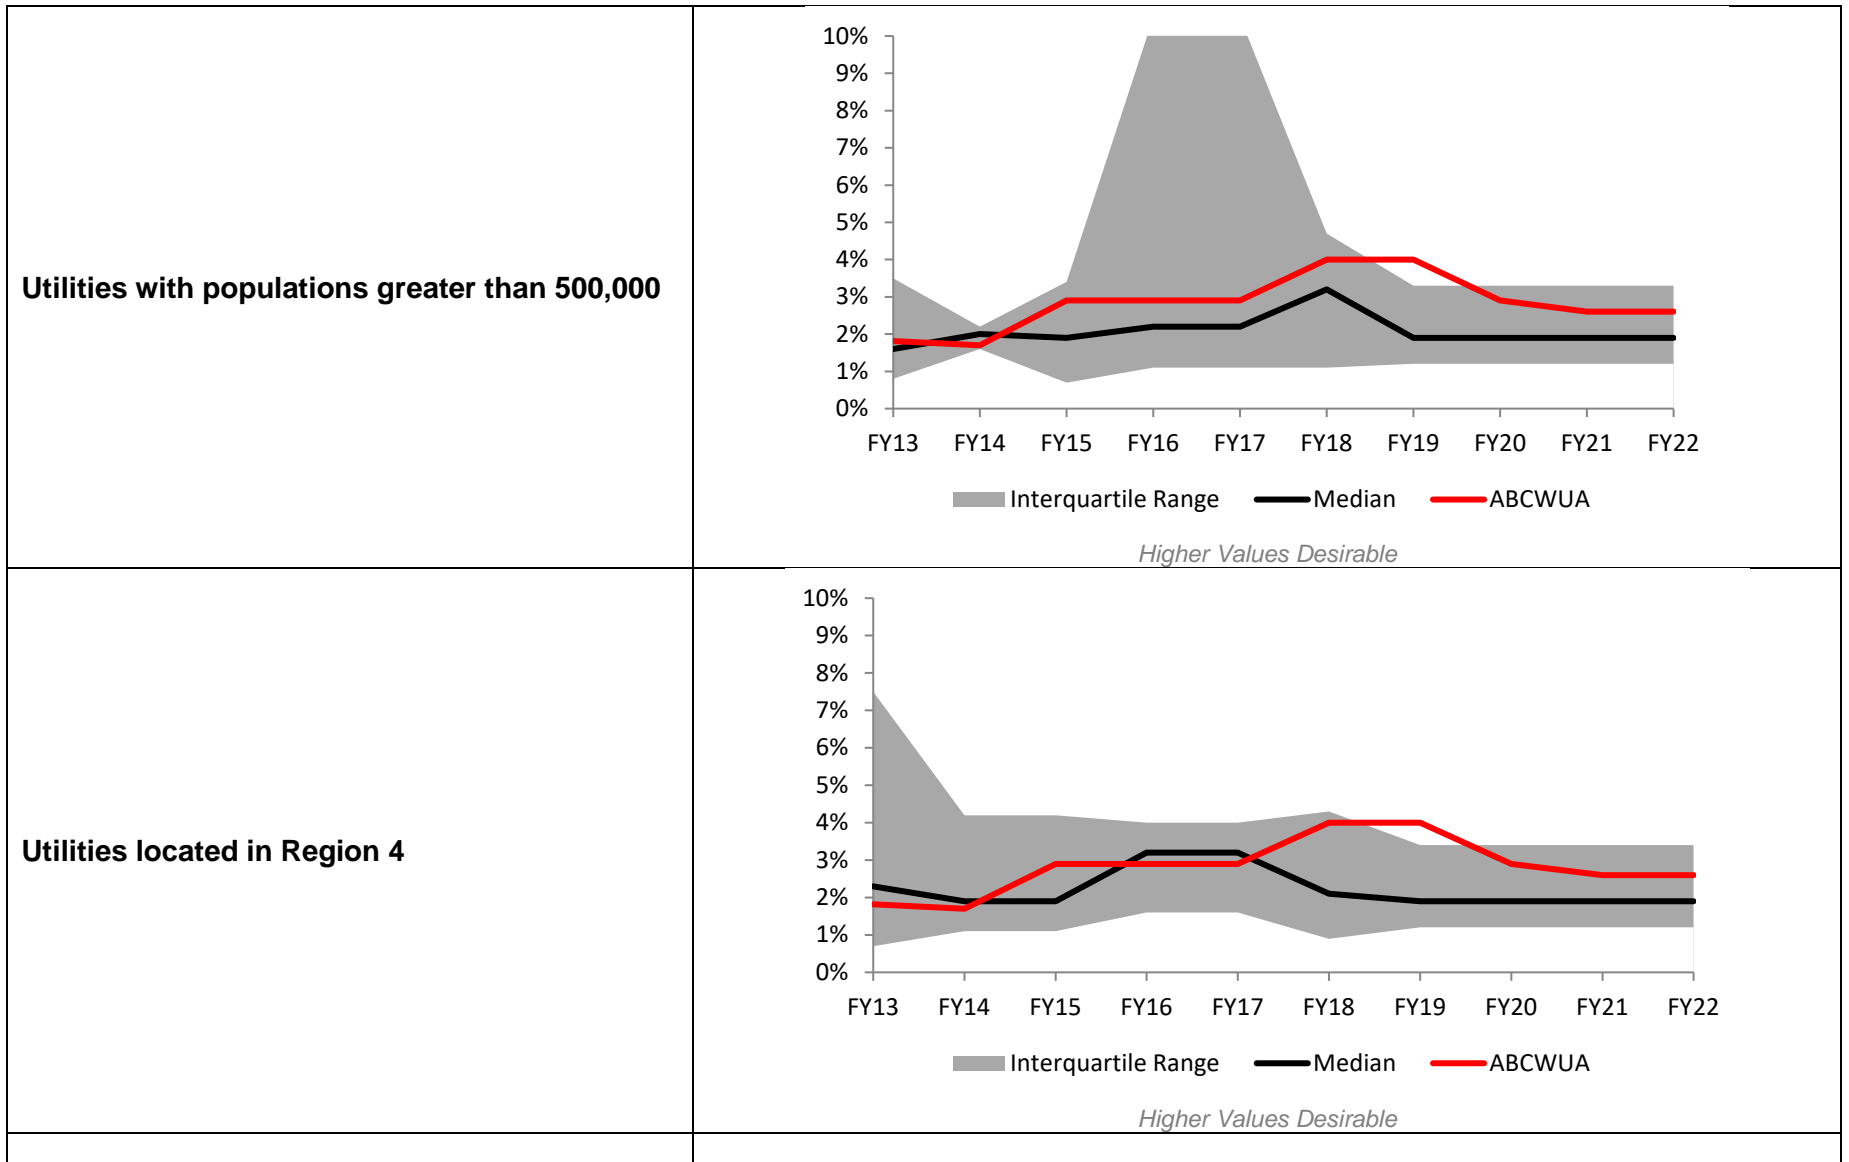 Utilities with populations greater than 500,000
10%
9%
8%
7%
6%
5%
4%
3%
2%
1%
0%
FY13 FY14 FY15 FY16 FY17 FY18 FY19 FY20 FY21 FY22
Interquartile Range Median ABCWUA
Higher Values Desirable
Utilities located in Region 4
10%
9%
8%
7%
6%
5%
4%
3%
2%
1%
0%
FY13 FY14 FY15 FY16 FY17 FY18 FY19 FY20 FY21 FY22
Interquartile Range Median ABCWUA
Higher Values Desirable